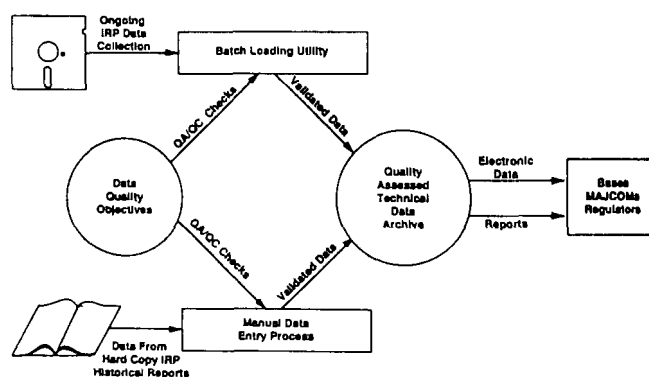 Ongoing
IRP Data
Collection
Batch Loading Utility
QA/QC Checks
Validated Data
Data
Quality
Objectives
Quality
Assessed
Technical
Data
Archive
Electronic
Data
Reports
Bases
MAJCOMs
Regulators
QA/QC Checks
Validated Data
Manual Data
Entry Process
Data From
Hard Copy IRP
Historical Reports